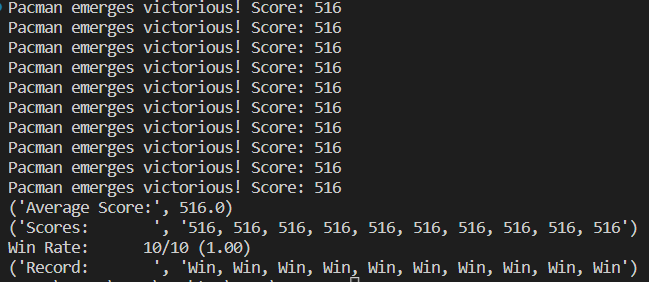 Pacman emerges victorious! Score: 516
Pacman emerges victorious! Score: 516
Pacman emerges victorious! Score: 516
Pacman emerges victorious! Score: 516
Pacman emerges victorious! Score: 516
Pacman emerges victorious! Score: 516
Pacman emerges victorious! Score: 516
Pacman emerges victorious! Score: 516
Pacman emerges victorious! Score: 516
Pacman emerges victorious! Score: 516
('Average Score:', 516.0)
('Scores:       ', '516, 516, 516, 516, 516, 516, 516, 516, 516, 516')
Win Rate:      10/10 (1.00)
('Record:       ', 'Win, Win, Win, Win, Win, Win, Win, Win, Win, Win')